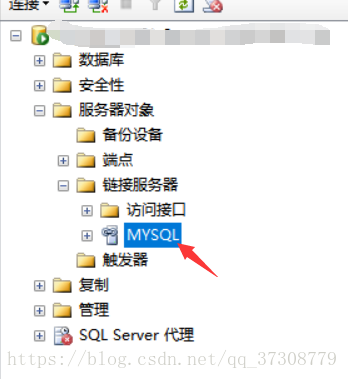 连接
数据库
安全性
服务器对象
备份设备
端点
链接服务器
访问接口
MYSQL
触发器
复制
管理
SQL Server 代理
https://blog.csdn.net/qq_37308779